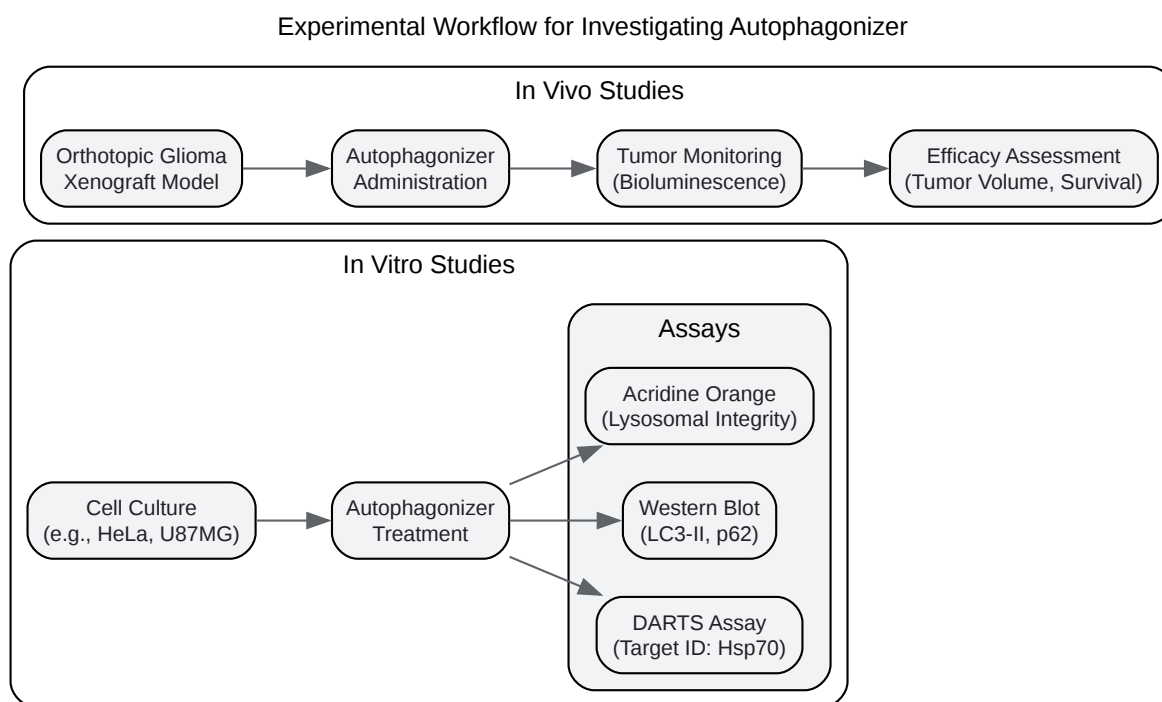 Experimental Workflow for Investigating Autophagonizer
In Vivo Studies
Orthotopic Glioma
Xenograft Model
Autophagonizer
Administration
Tumor Monitoring
(Bioluminescence)
Efficacy Assessment
(Tumor Volume, Survival)
In Vitro Studies
Cell Culture
(e.g., HeLa, U87MG)
Autophagonizer
Treatment
Assays
Acridine Orange
(Lysosomal Integrity)
Western Blot
(LC3-II, p62)
DARTS Assay
(Target ID: Hsp70)